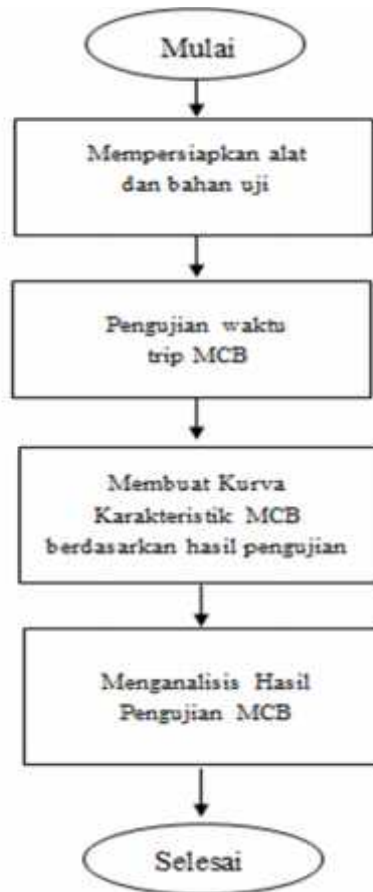 Mulai
Mempersiapkan alat
dan bahan uji
Pengujian waktu
trip MCB
Membuat Kurva
Karakteristik MCB
berdasarkan hasil pengujian
Menganalisis Hasil
Pengujian MCB
Selesai